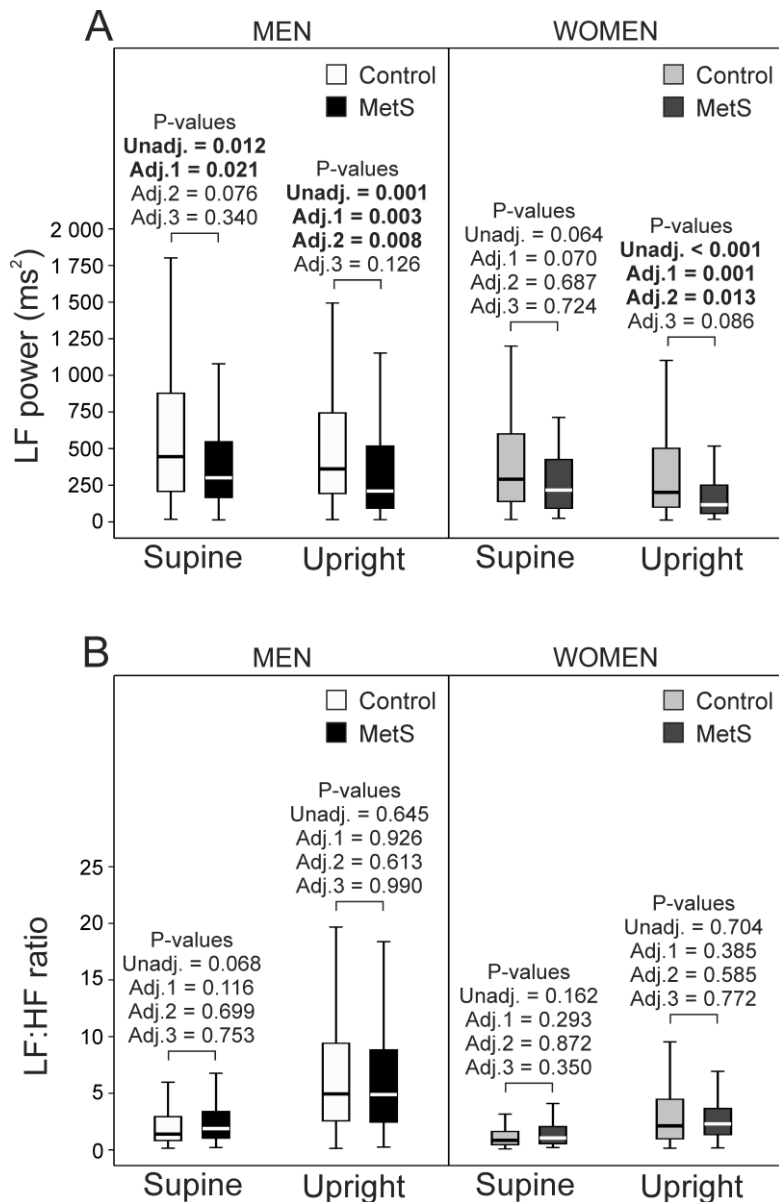 A
MEN
WOMEN
Control
MetS
Control
MetS
P-values
Unadj. = 0.012
Adj.1 = 0.021
Adj.2 = 0.076
Adj.3 = 0.340
P-values
Unadj. = 0.001
Adj.1 = 0.003
Adj.2 = 0.008
Adj.3 = 0.126
P-values
Unadj. = 0.064
Adj.1 = 0.070
Adj.2 = 0.687
Adj.3 = 0.724
P-values
Unadj. < 0.001
Adj.1 = 0.001
Adj.2 = 0.013
Adj.3 = 0.086
LF power (ms²)
2 000
1 750
1 500
1 250
1 000
750
500
250
0
Supine
Upright
Supine
Upright
B
MEN
WOMEN
Control
MetS
Control
MetS
P-values
Unadj. = 0.068
Adj.1 = 0.116
Adj.2 = 0.699
Adj.3 = 0.753
P-values
Unadj. = 0.645
Adj.1 = 0.926
Adj.2 = 0.613
Adj.3 = 0.990
P-values
Unadj. = 0.162
Adj.1 = 0.293
Adj.2 = 0.872
Adj.3 = 0.350
P-values
Unadj. = 0.704
Adj.1 = 0.385
Adj.2 = 0.585
Adj.3 = 0.772
LF:HF ratio
25
20
15
10
5
0
Supine
Upright
Supine
Upright